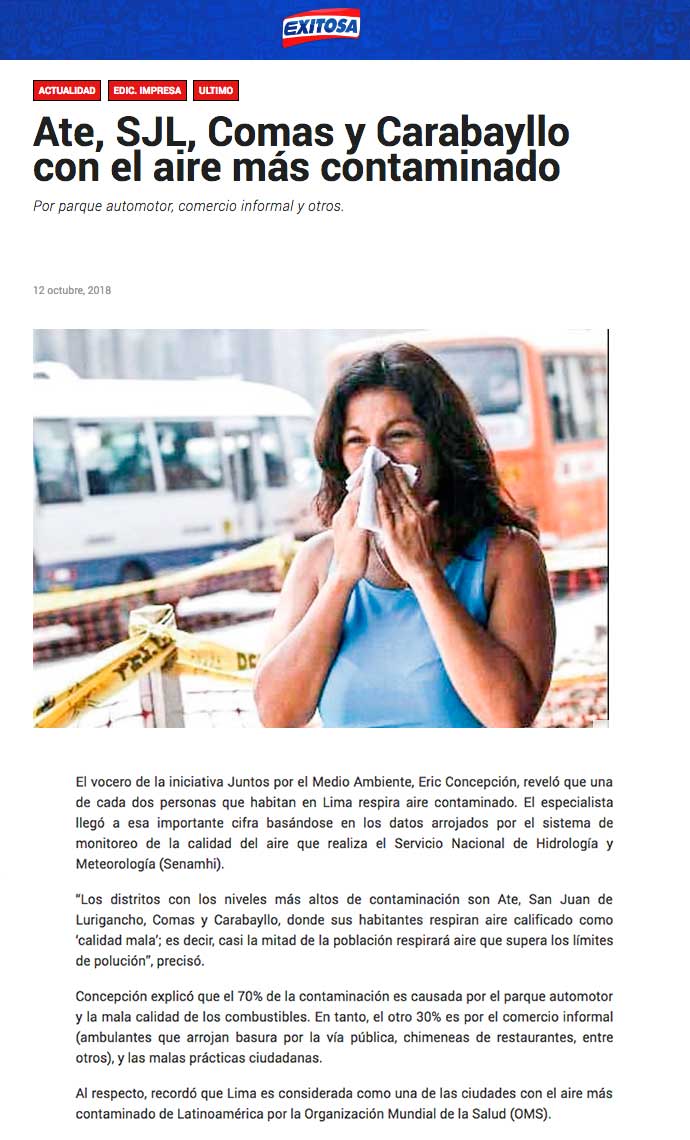 EXITOSA
ACTUALIDAD EDIC. IMPRESA ULTIMO
Ate, SJL, Comas y Carabayllo
con el aire más contaminado
Por parque automotor, comercio informal y otros.
12 octubre, 2018
El vocero de la iniciativa Juntos por el Medio Ambiente, Eric Concepción, reveló que una
de cada dos personas que habitan en Lima respira aire contaminado. El especialista
llegó a esa importante cifra basándose en los datos arrojados por el sistema de
monitoreo de la calidad del aire que realiza el Servicio Nacional de Hidrología y
Meteorología (Senamhi).
“Los distritos con los niveles más altos de contaminación son Ate, San Juan de
Lurigancho, Comas y Carabayllo, donde sus habitantes respiran aire calificado como
‘calidad mala’; es decir, casi la mitad de la población respirará aire que supera los límites
de polución”, precisó.
Concepción explicó que el 70% de la contaminación es causada por el parque automotor
y la mala calidad de los combustibles. En tanto, el otro 30% es por el comercio informal
(ambulantes que arrojan basura por la vía pública, chimeneas de restaurantes, entre
otros), y las malas prácticas ciudadanas.
Al respecto, recordó que Lima es considerada como una de las ciudades con el aire más
contaminado de Latinoamérica por la Organización Mundial de la Salud (OMS).